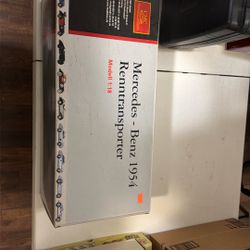 Mercedes - Benz 1954
Renntransporter
Modell 1:18